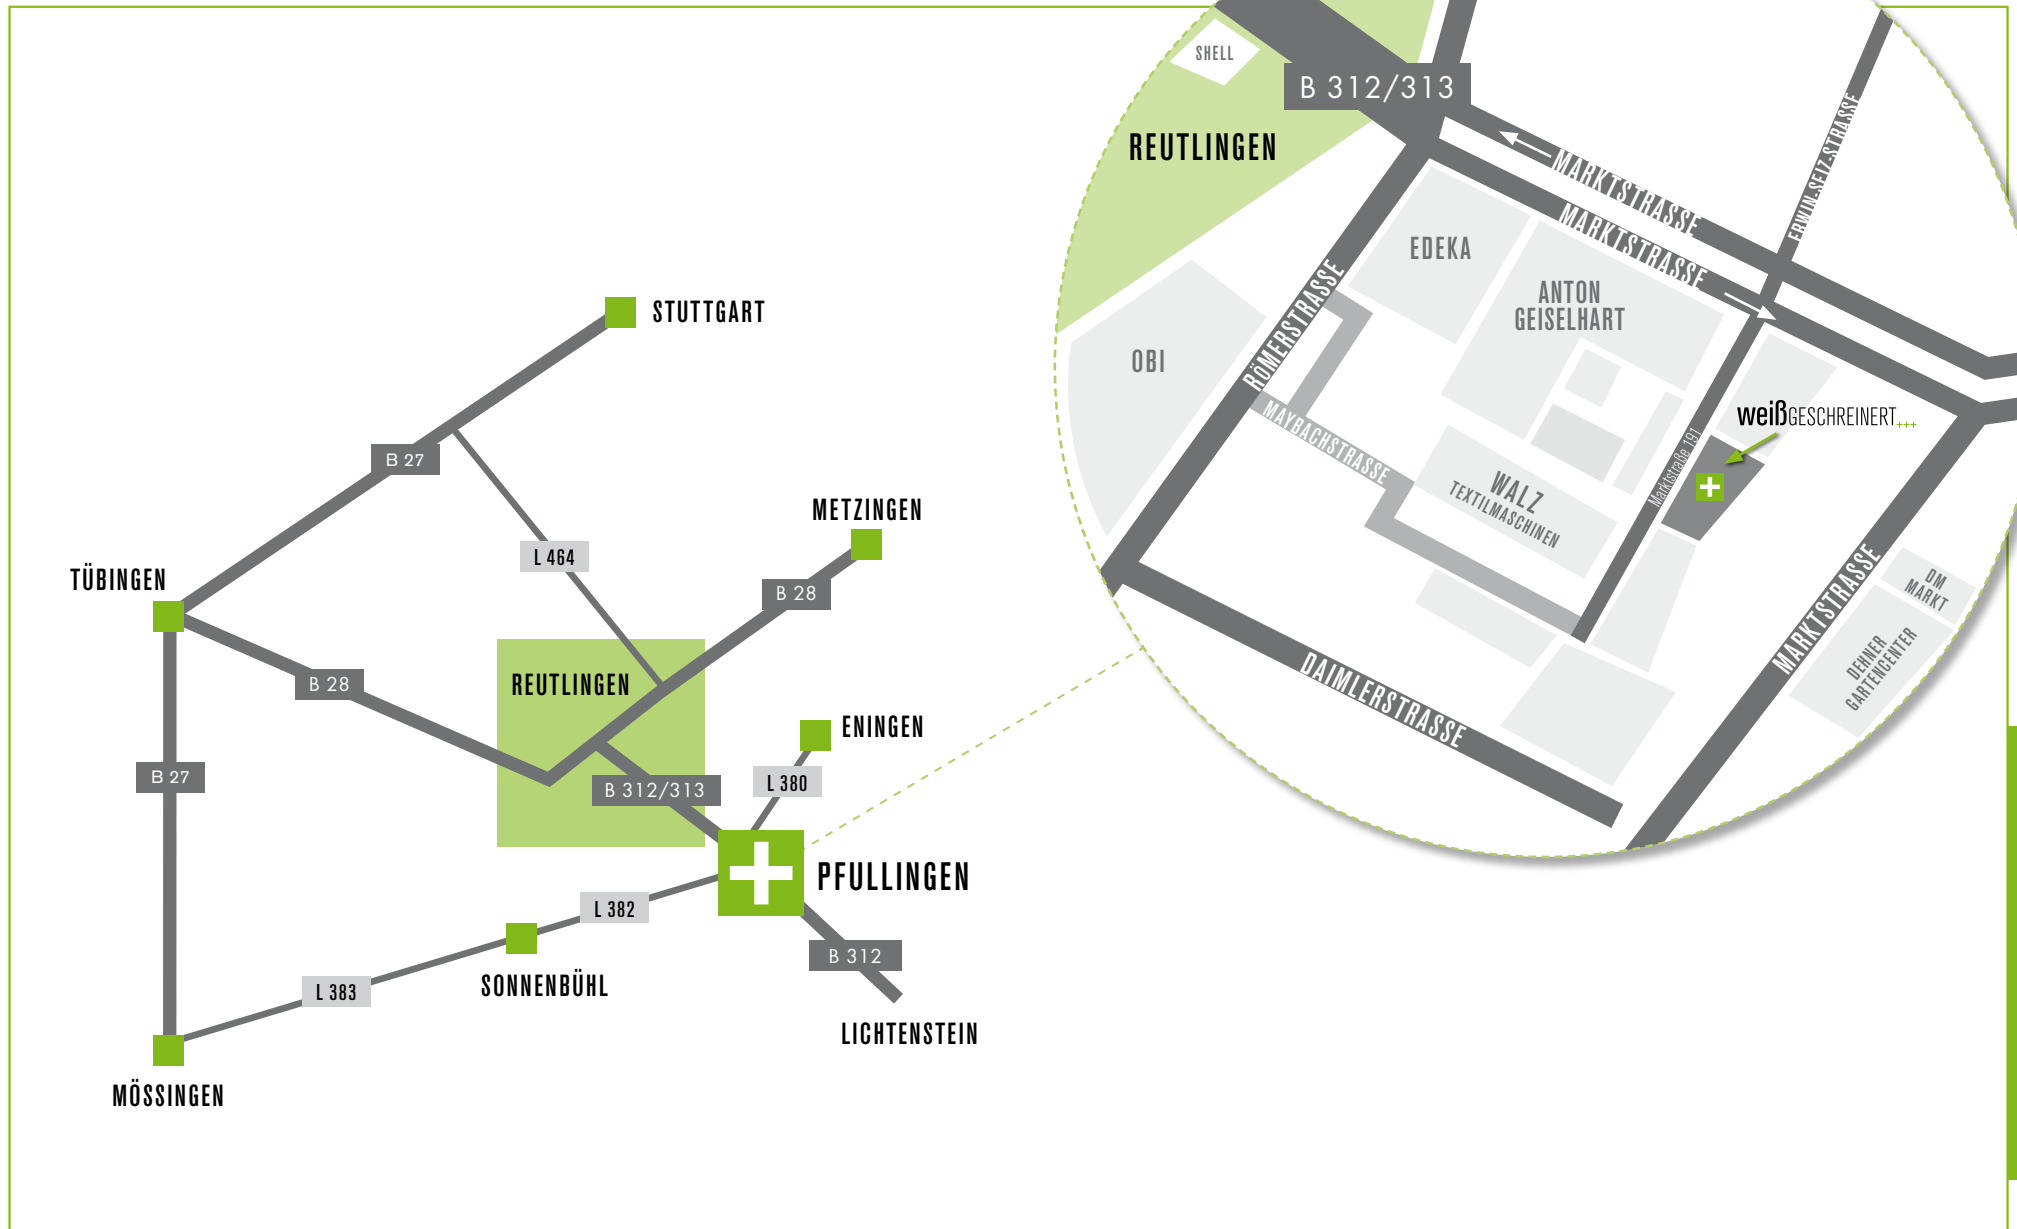 SHELL
B 312/313
REUTLINGEN
MARKTSTRASSE
MARKTSTRASSE
ERWIN-SEIZ-STRASSE
EDEKA
ANTON
GEISELHART
OBI
RÖMERSTRASSE
MAYBACHSTRASSE
WALZ
TEXTILMASCHINEN
Marktstraße 191
weißGESCHREINERT+++
DM
MARKT
DEHNER
GARTENCENTER
MARKTSTRASSE
DAIMLERSTRASSE
STUTTGART
B 27
METZINGEN
L 464
TÜBINGEN
B 28
REUTLINGEN
B 28
ENINGEN
B 27
L 380
B 312/313
PFULLINGEN
L 382
B 312
SONNENBÜHL
L 383
LICHTENSTEIN
MÖSSINGEN